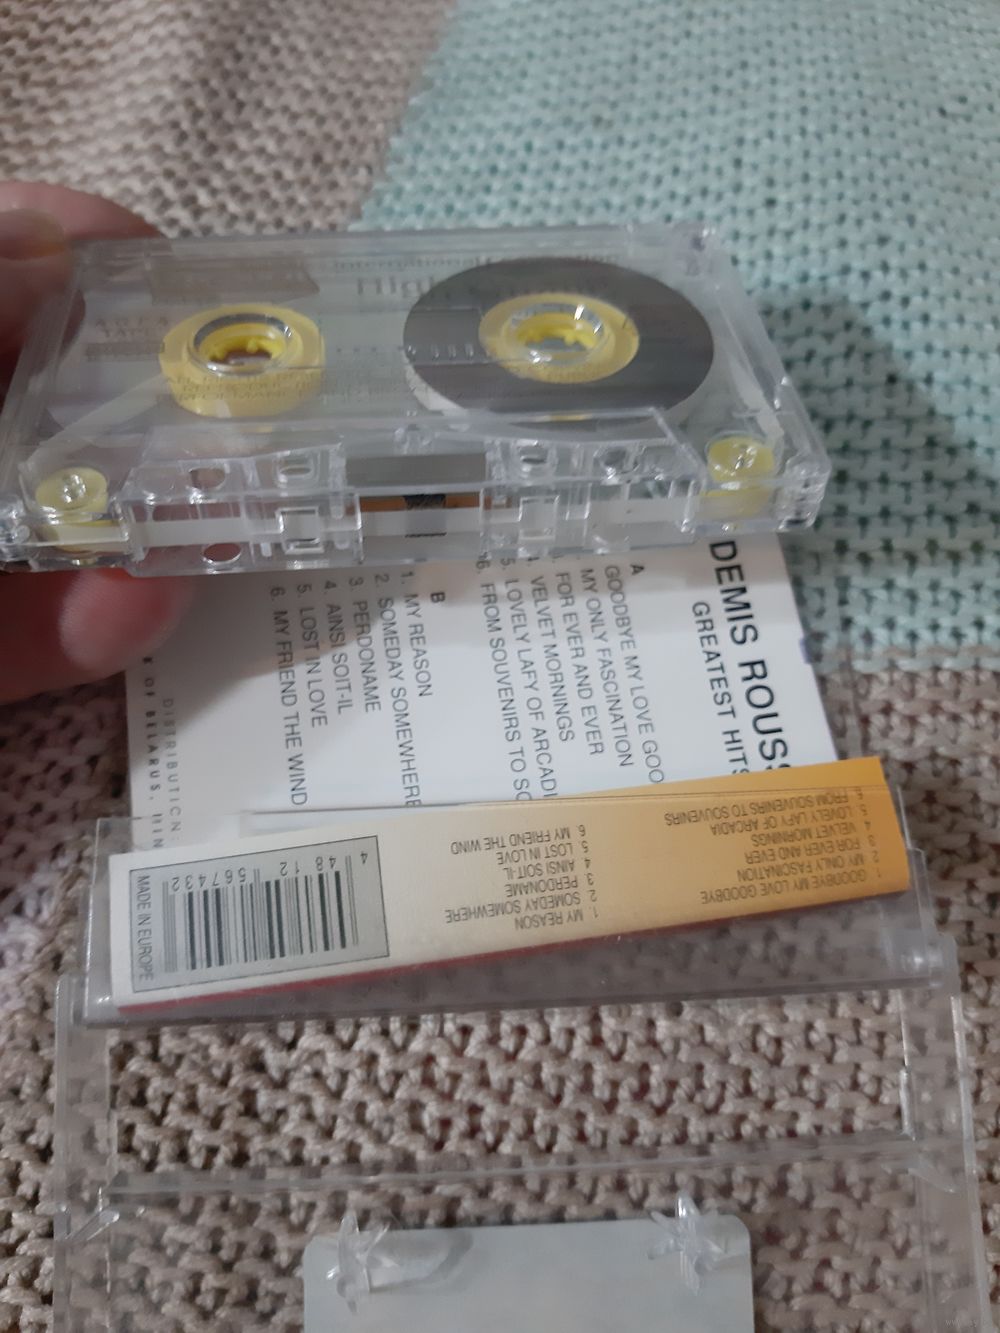 International
High
DEMIS ROUSS
GREATEST HITS
A
GOODBYE MY LOVE GOO
MY ONLY FASCINATION
FOR EVER AND EVER
VELVET MORNINGS
5. LOVELY LAFY OF ARCADI
6. FROM SOUVENIRS TO SO
B
1. MY REASON
2. SOMEDAY SOMEWHERE
3. PERDONAME
4. AINSI SOIT-IL
5. LOST IN LOVE
6. MY FRIEND THE WIND
DISTRIBUTION:
OF BELARUS,
1. GOODBYE MY LOVE GOODBYE
2. MY ONLY FASCINATION
3. FOR EVER AND EVER
4. VELVET MORNINGS
5. LOVELY LAFY OF ARCADIA
6. FROM SOUVENIRS TO SOUVENIRS
1. MY REASON
2. SOMEDAY SOMEWHERE
3. PERDONAME
4. AINSI SOIT-IL
5. LOST IN LOVE
6. MY FRIEND THE WIND
4 4812 567432
MADE IN EUROPE